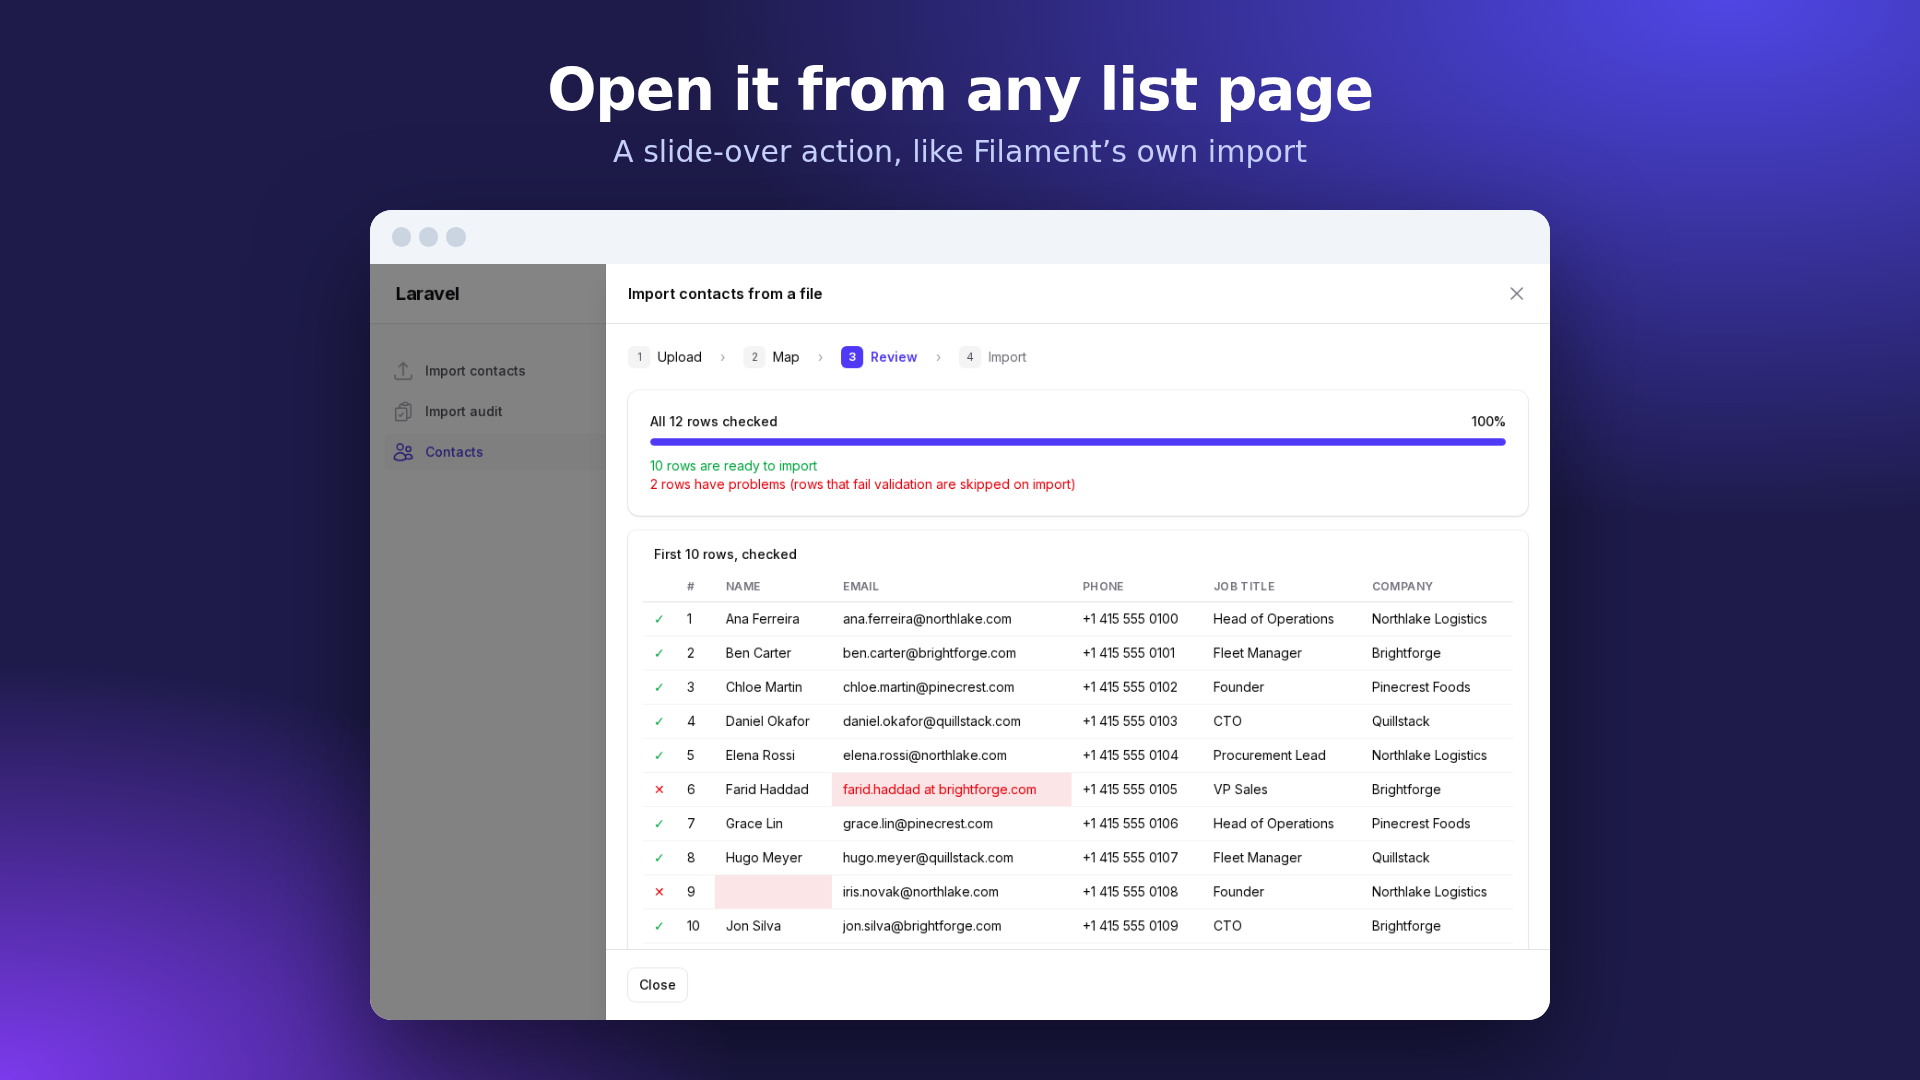 Open it from any list page
A slide-over action, like Filament’s own import
Laravel
Import contacts
Import audit
Contacts
Import contacts from a file
1 Upload › 2 Map › 3 Review › 4 Import
All 12 rows checked 100%
10 rows are ready to import
2 rows have problems (rows that fail validation are skipped on import)
First 10 rows, checked
# NAME EMAIL PHONE JOB TITLE COMPANY
✓ 1 Ana Ferreira ana.ferreira@northlake.com +1 415 555 0100 Head of Operations Northlake Logistics
✓ 2 Ben Carter ben.carter@brightforge.com +1 415 555 0101 Fleet Manager Brightforge
✓ 3 Chloe Martin chloe.martin@pinecrest.com +1 415 555 0102 Founder Pinecrest Foods
✓ 4 Daniel Okafor daniel.okafor@quillstack.com +1 415 555 0103 CTO Quillstack
✓ 5 Elena Rossi elena.rossi@northlake.com +1 415 555 0104 Procurement Lead Northlake Logistics
✕ 6 Farid Haddad farid.haddad at brightforge.com +1 415 555 0105 VP Sales Brightforge
✓ 7 Grace Lin grace.lin@pinecrest.com +1 415 555 0106 Head of Operations Pinecrest Foods
✓ 8 Hugo Meyer hugo.meyer@quillstack.com +1 415 555 0107 Fleet Manager Quillstack
✕ 9 iris.novak@northlake.com +1 415 555 0108 Founder Northlake Logistics
✓ 10 Jon Silva jon.silva@brightforge.com +1 415 555 0109 CTO Brightforge
Close